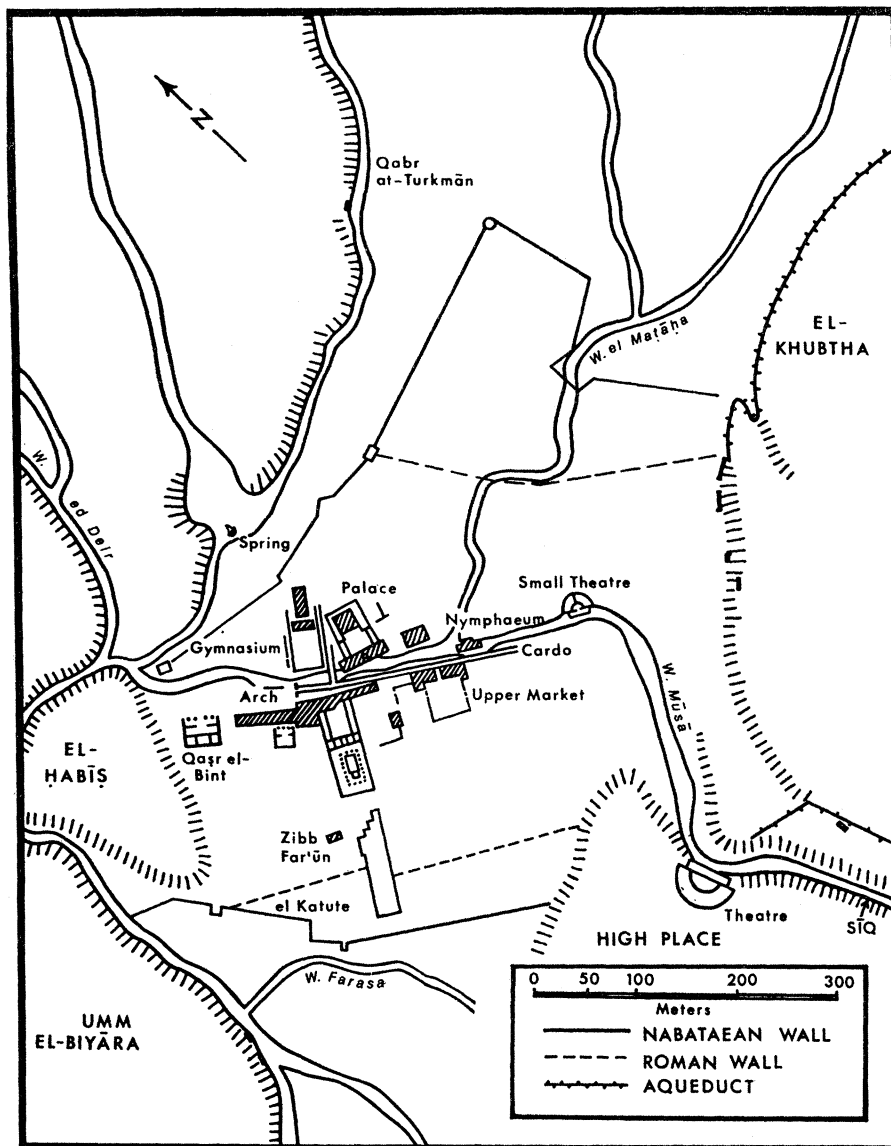 N
Qabr
at-Turkmān
EL-
KHUBTHA
W. el Maṭāḥa
W. ed Deir
Spring
Palace
Small Theatre
Nymphaeum
Gymnasium
Cardo
Arch
Upper Market
W. Mūsā
Qaṣr el-
Bint
EL-
ḤABĪṢ
Zibb
Far'ūn
el Katute
Theatre
SĪQ
HIGH PLACE
W. Farasa
UMM
EL-BIYĀRA
0 50 100 200 300
Meters
NABATAEAN WALL
ROMAN WALL
AQUEDUCT